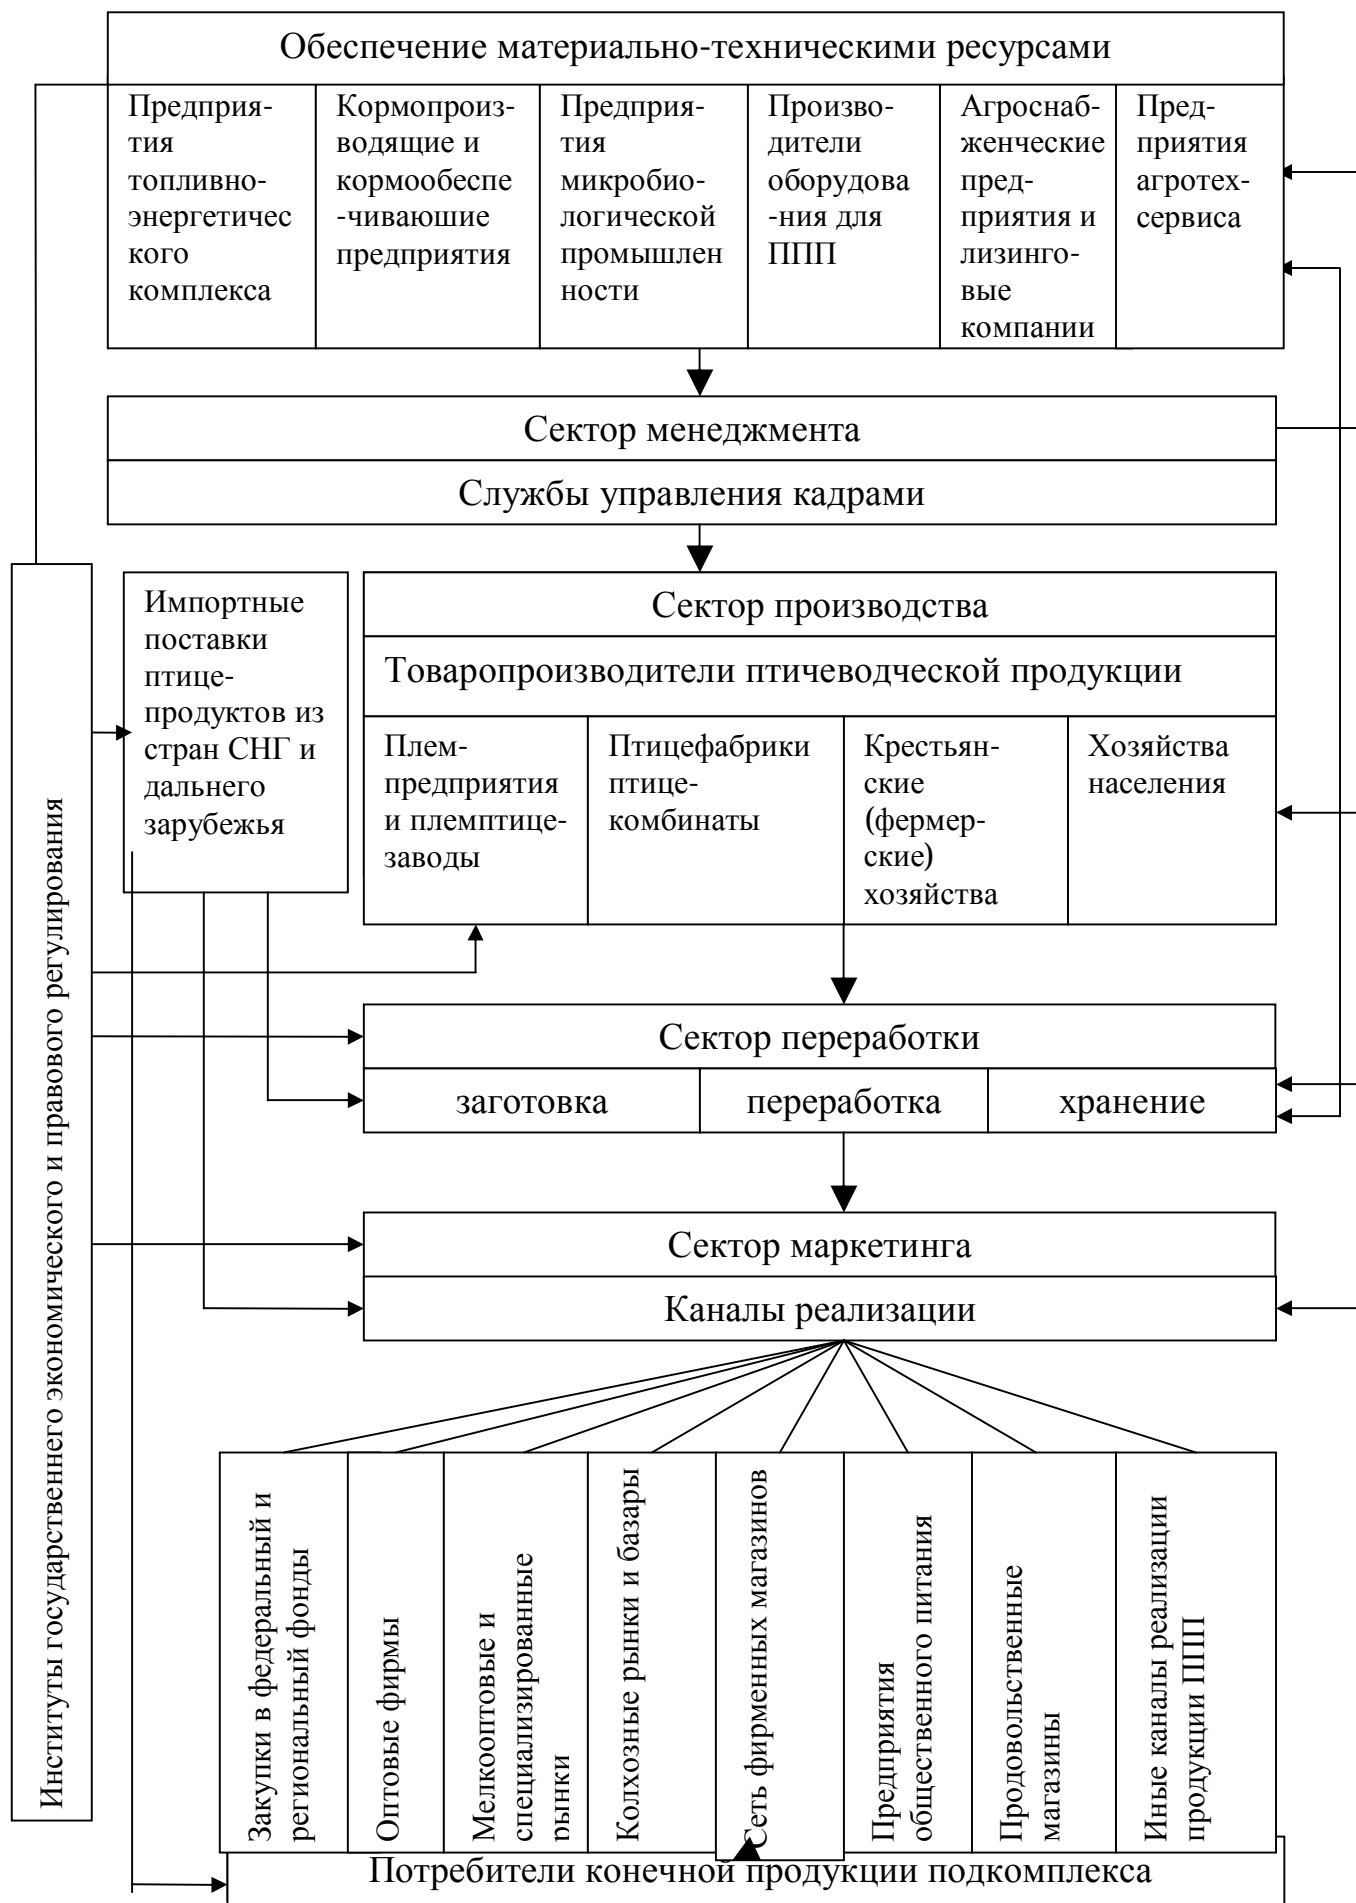 Обеспечение материально-техническими ресурсами
Предприя-
тия
топливно-
энергетичес
кого
комплекса
Кормопроиз-
водящие и
кормообеспе
-чиваюшие
предприятия
Предприя-
тия
микробио-
логической
промышлен
ности
Произво-
дители
оборудова
-ния для
ППП
Агроснаб-
женческие
пред-
приятия и
лизинго-
вые
компании
Пред-
приятия
агротех-
сервиса
Сектор менеджмента
Службы управления кадрами
Институты государственнего экономического и правового регулирования
Импортные
поставки
птице-
продуктов из
стран СНГ и
дальнего
зарубежья
Сектор производства
Товаропроизводители птичеводческой продукции
Плем-
предприятия
и племптице-
заводы
Птицефабрики
птице-
комбинаты
Крестьян-
ские
(фермер-
ские)
хозяйства
Хозяйства
населения
Сектор переработки
заготовка
переработка
хранение
Сектор маркетинга
Каналы реализации
Закупки в федеральный и
региональный фонды
Оптовые фирмы
Мелкооптовые и
специализированные
рынки
Колхозные рынки и базары
Сеть фирменных магазинов
Предприятия
общественного питания
Продовольственные
магазины
Иные каналы реализации
продукции ППП
Потребители конечной продукции подкомплекса